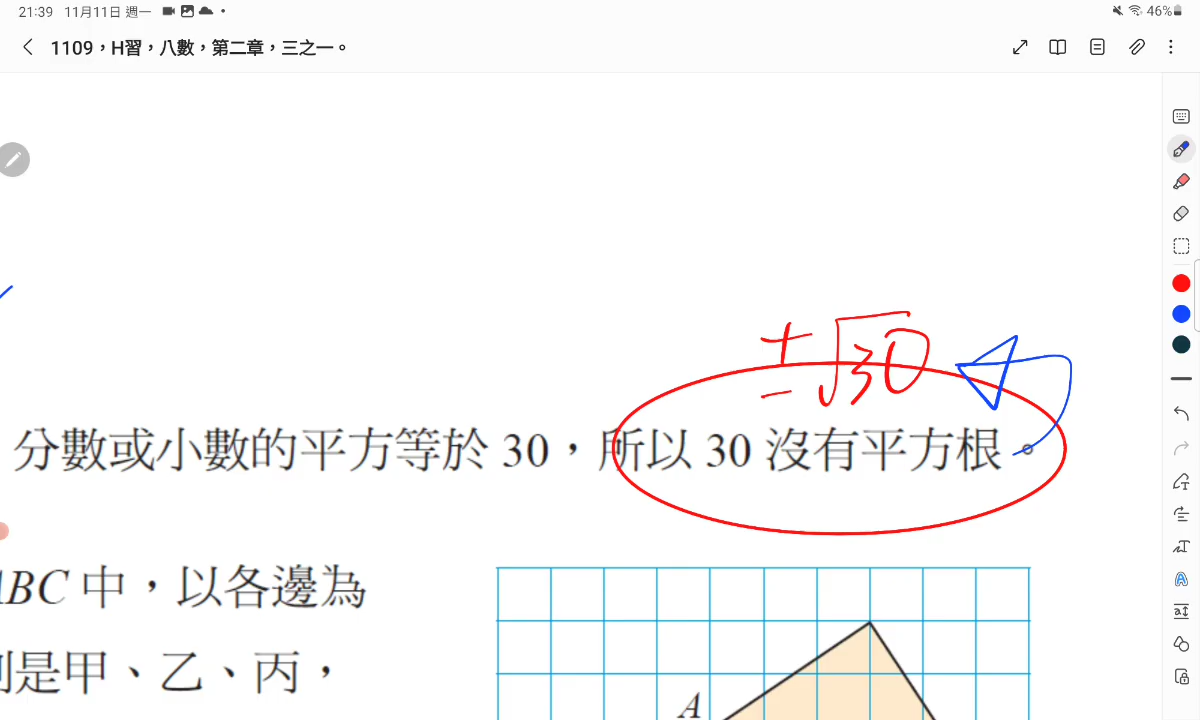 21:39 11月11日 週一 46%
1109，H習，八數，第二章，三之一。
±√30
分數或小數的平方等於 30，所以 30 沒有平方根。
ABC 中，以各邊為
別是甲、乙、丙，
A